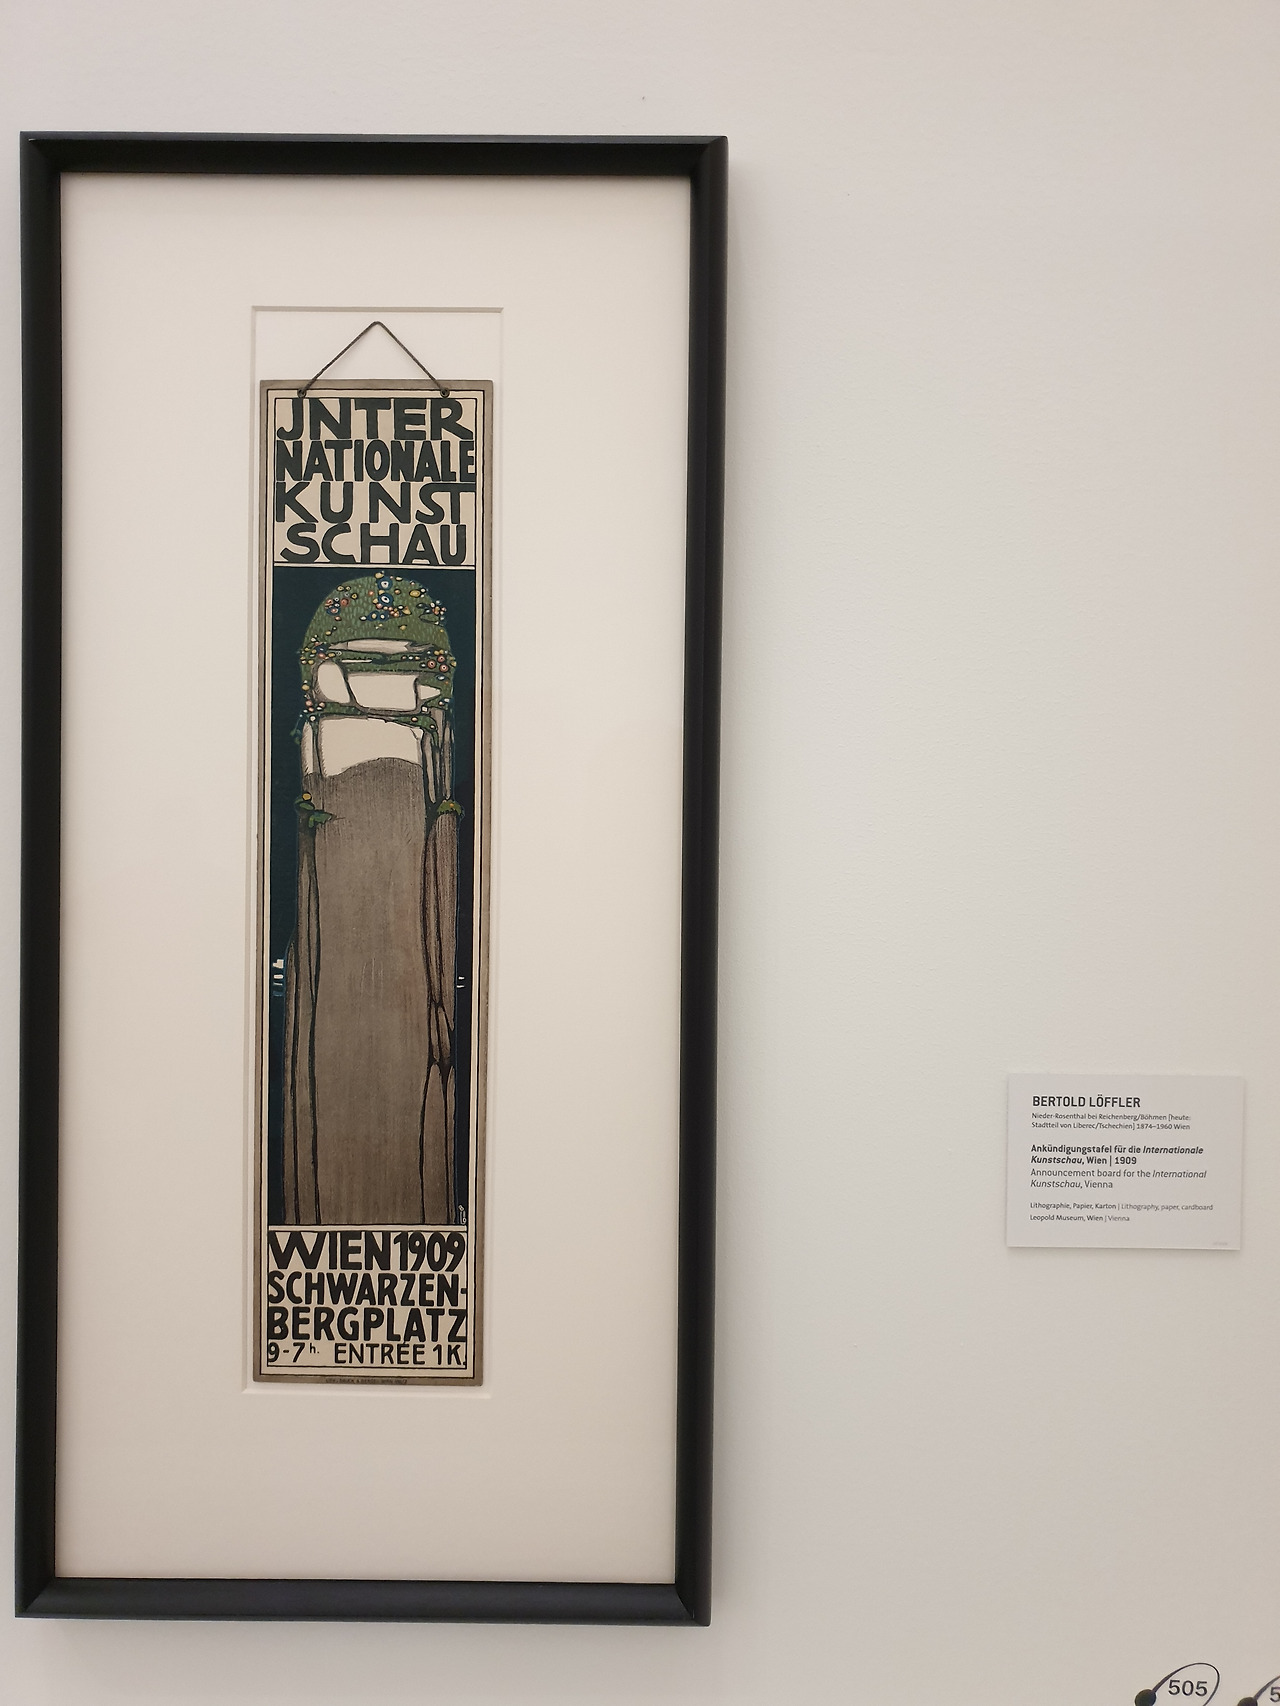 JNTER
NATIONALE
KUNST
SCHAU
WIEN 1909
SCHWARZEN-
BERGPLATZ
9-7h. ENTRÉE 1K.
BERTOLD LÖFFLER
Nieder-Rosenthal bei Reichenberg/Böhmen [heute:
Stadtteil von Liberec/Tschechien] 1874–1960 Wien
Ankündigungstafel für die Internationale
Kunstschau, Wien | 1909
Announcement board for the International
Kunstschau, Vienna
Lithographie, Papier, Karton | Lithography, paper, cardboard
Leopold Museum, Wien | Vienna
505
5